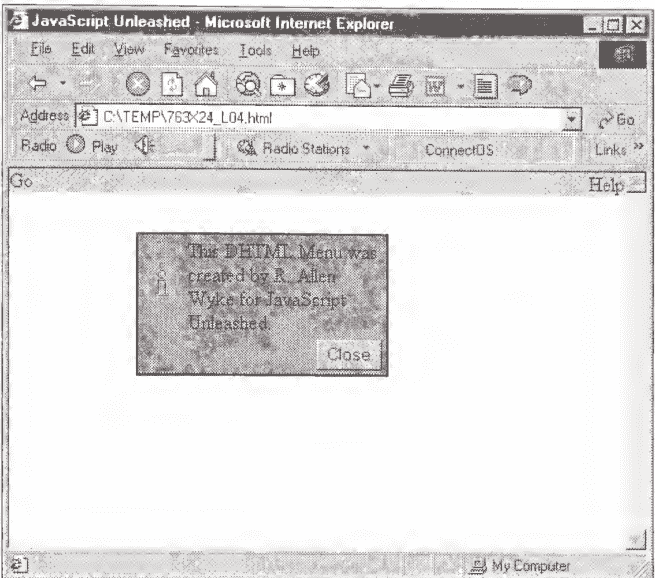 JavaScript Unleashed - Microsoft Internet Explorer
File Edit View Favorites Tools Help
Address C:\TEMP\763X24_L04.html Go
Radio Play Radio Stations ConnectOS Links »
Go Help
This DHTML Menu was
created by R. Allen
Wyke for JavaScript
Unleashed.
Close
My Computer